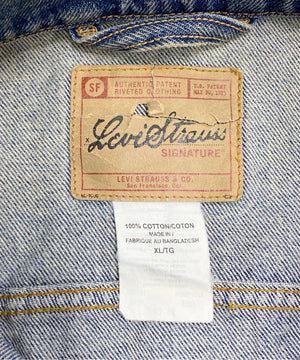 SF
AUTHENTIC PATENT
RIVETED CLOTHING
U.S. PATENT
MAY 20, 1873
Levi Strauss
SIGNATURE
LEVI STRAUSS & CO.
San Francisco, Cal.
100% COTTON/COTON
MADE IN /
FABRIQUE AU BANGLADESH
XL/TG